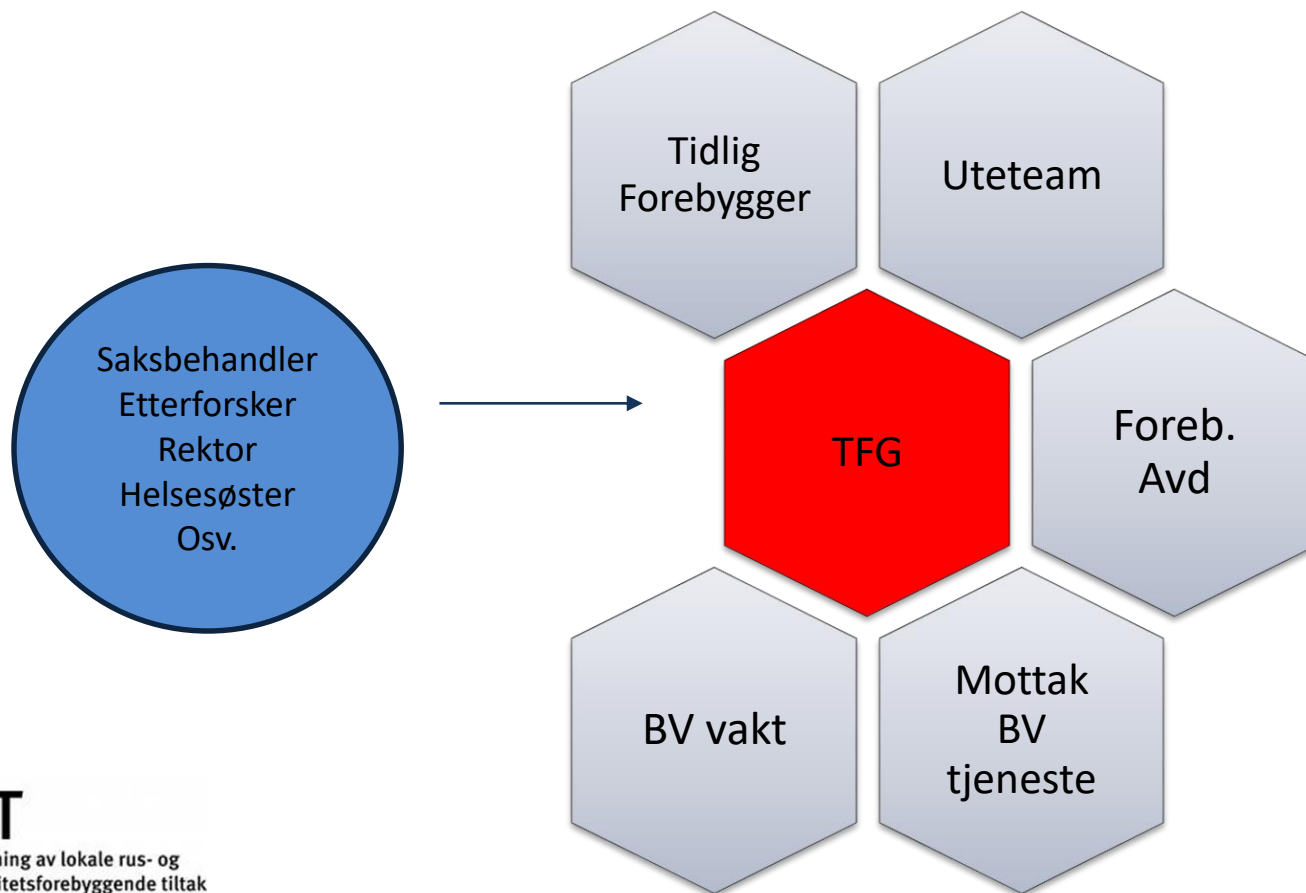 Saksbehandler
Etterforsker
Rektor
Helsesøster
Osv.
Tidlig
Forebygger
Uteteam
TFG
Foreb.
Avd
BV vakt
Mottak
BV
tjeneste
T
ing av lokale rus- og
itetsforebyggende tiltak